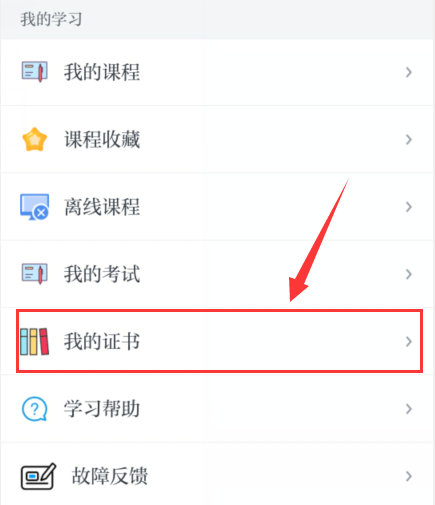 我的学习
我的课程
课程收藏
离线课程
我的考试
我的证书
学习帮助
故障反馈